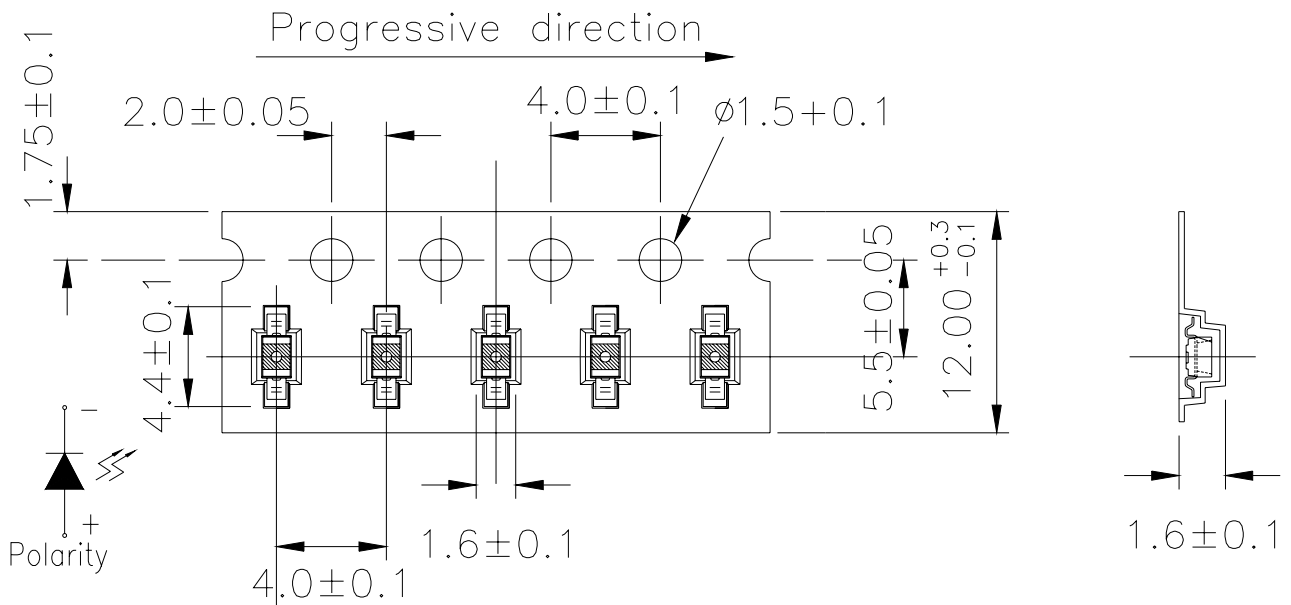 Progressive direction
1.75±0.1
2.0±0.05
4.0±0.1
ø1.5+0.1
4.4±0.1
5.5±0.05
12.00 +0.3 -0.1
-
+
Polarity
4.0±0.1
1.6±0.1
1.6±0.1